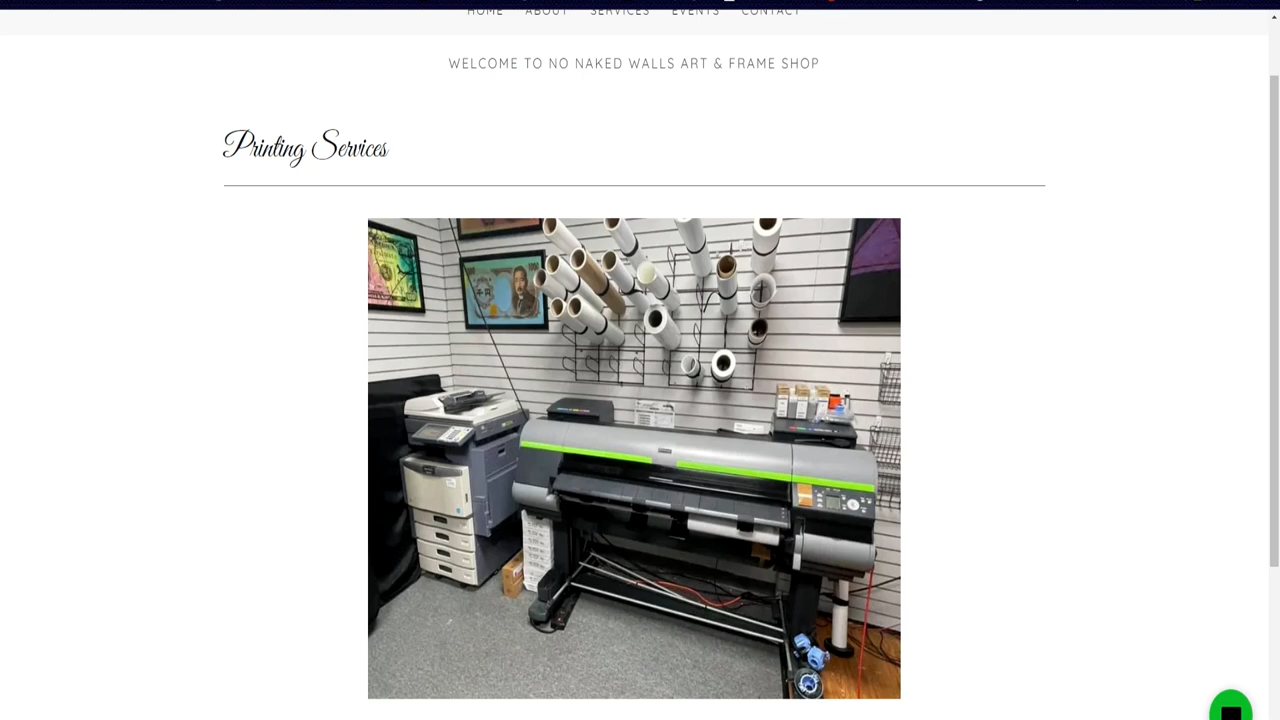 HOME ABOUT SERVICES EVENTS CONTACT
WELCOME TO NO NAKED WALLS ART & FRAME SHOP
Printing Services